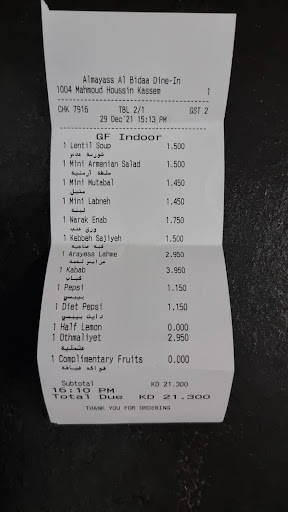 Almayass Al Bidaa Dine-In
1004 Mahmoud Houssin Kassem 1
CHK 7916 TBL 2/1 GST 2
29 Dec'21 15:13 PM
GF Indoor
1 Lentil Soup 1.500
شوربة عدس
1 Mini Armenian Salad 1.500
سلطة أرمنية
1 Mini Mutabal 1.450
متبل
1 Mini Labneh 1.450
لبنة
1 Warak Enab 1.750
ورق عنب
1 Kebbeh Sajiyeh 1.500
كبة صاجية
1 Arayess Lahme 2.950
عرايس لحمة
1 Kabab 3.950
كباب
1 Pepsi 1.150
بيبسي
1 Diet Pepsi 1.150
دايت بيبسي
1 Half Lemon 0.000
1 Othmaliyet 2.950
عثملية
1 Complimentary Fruits 0.000
فواكه ضيافة
Subtotal KD 21.300
16:10 PM
Total Due KD 21.300
THANK YOU FOR ORDERING